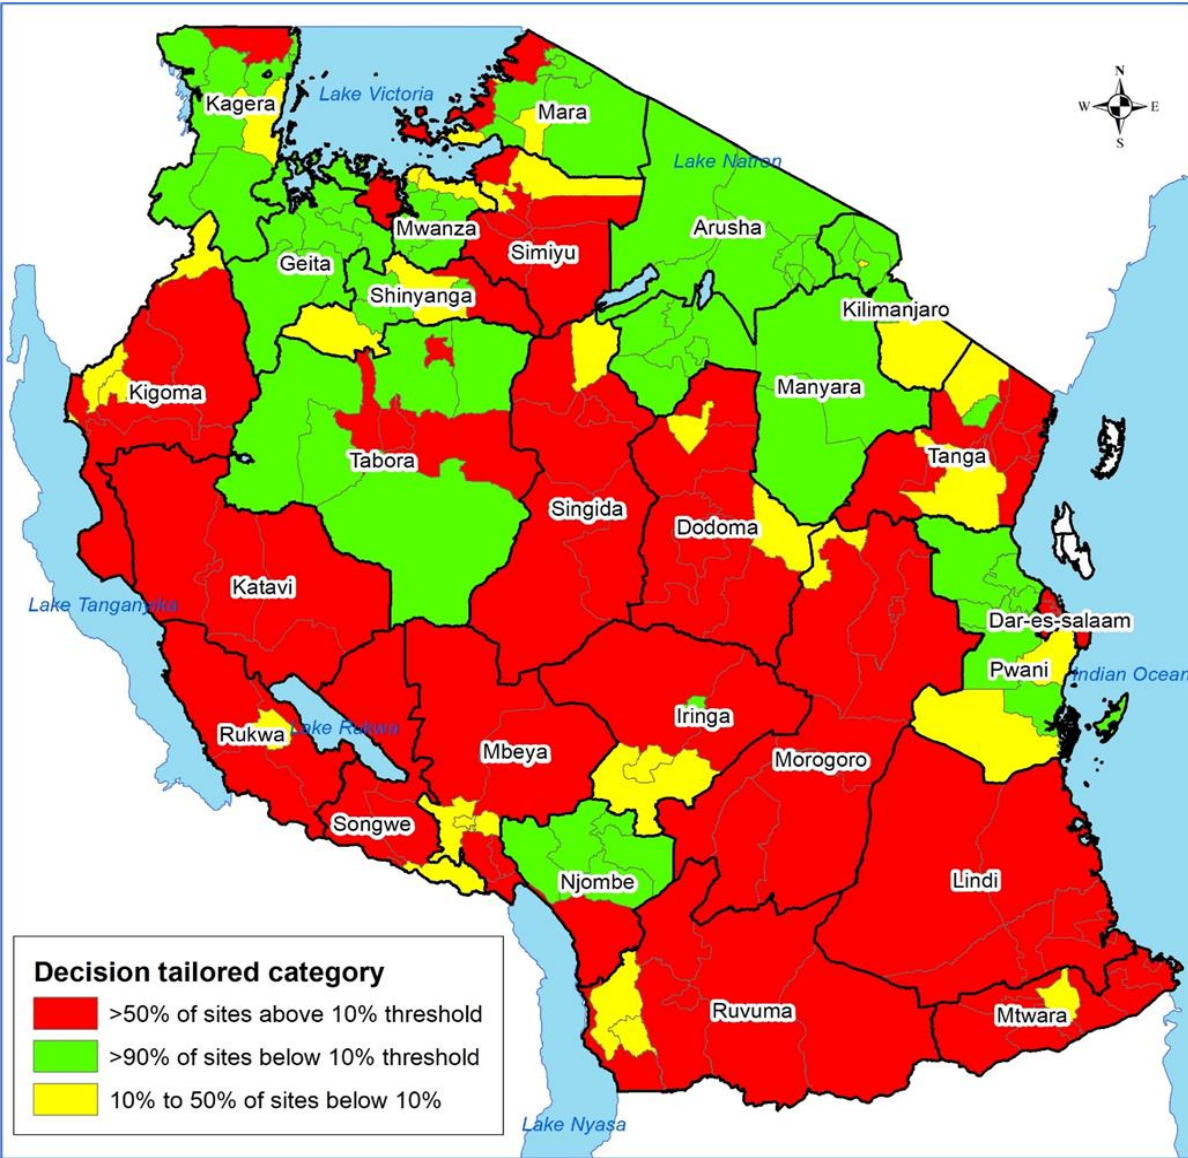 N
W E
S
Lake Victoria
Kagera
Mara
Lake Natron
Mwanza
Arusha
Simiyu
Geita
Shinyanga
Kilimanjaro
Kigoma
Manyara
Tabora
Tanga
Singida
Dodoma
Katavi
Lake Tanganyika
Dar-es-salaam
Pwani
Indian Ocean
Iringa
Rukwa
Lake Rukwa
Mbeya
Morogoro
Songwe
Njombe
Lindi
Decision tailored category
>50% of sites above 10% threshold
>90% of sites below 10% threshold
10% to 50% of sites below 10%
Ruvuma
Mtwara
Lake Nyasa